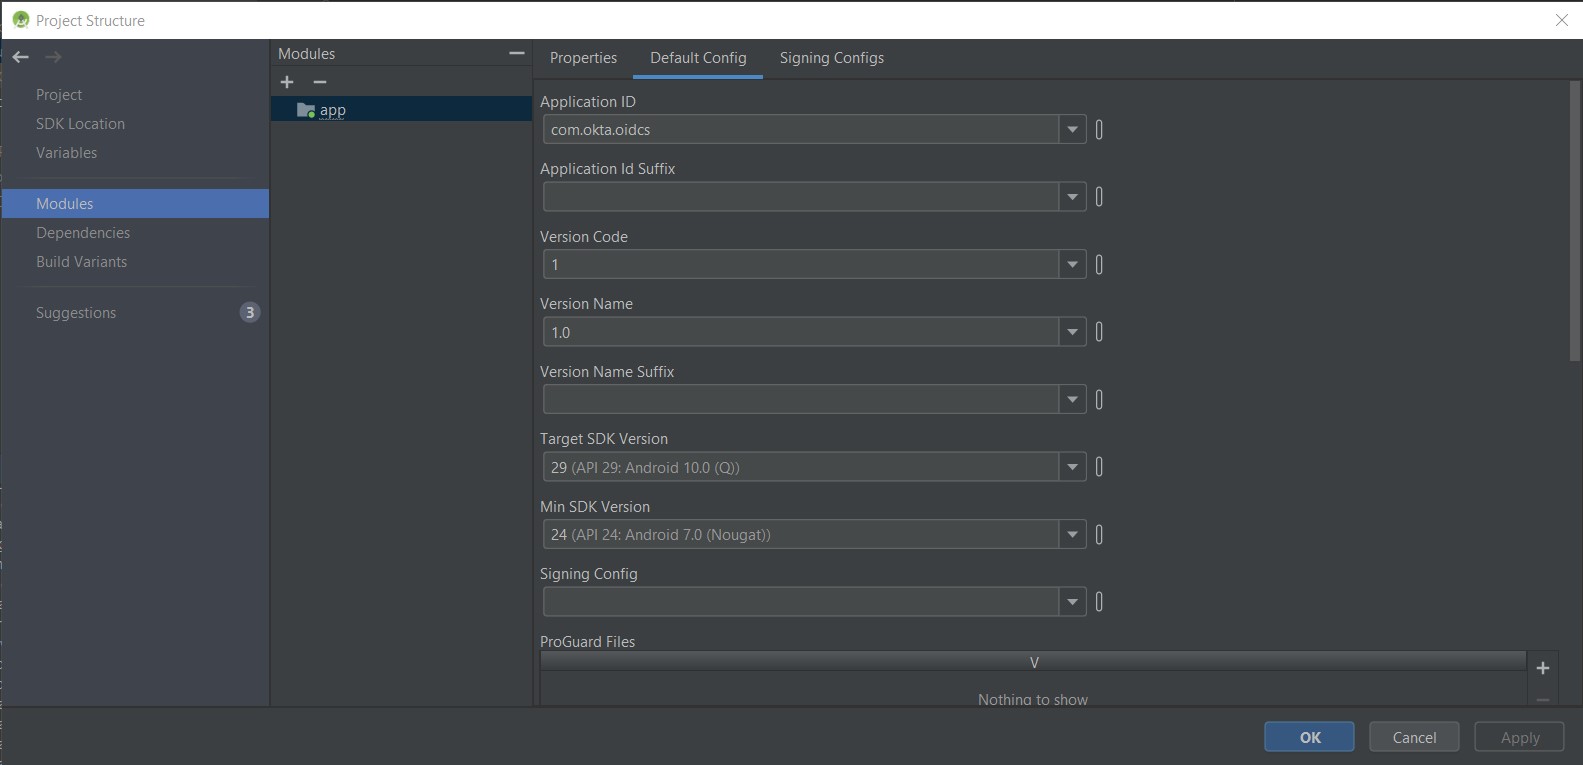 Project Structure
Project
SDK Location
Variables
Modules
Dependencies
Build Variants
Suggestions 3
Modules
app
Properties Default Config Signing Configs
Application ID
com.okta.oidcs
Application Id Suffix
Version Code
1
Version Name
1.0
Version Name Suffix
Target SDK Version
29 (API 29: Android 10.0 (Q))
Min SDK Version
24 (API 24: Android 7.0 (Nougat))
Signing Config
ProGuard Files
V
Nothing to show
OK Cancel Apply